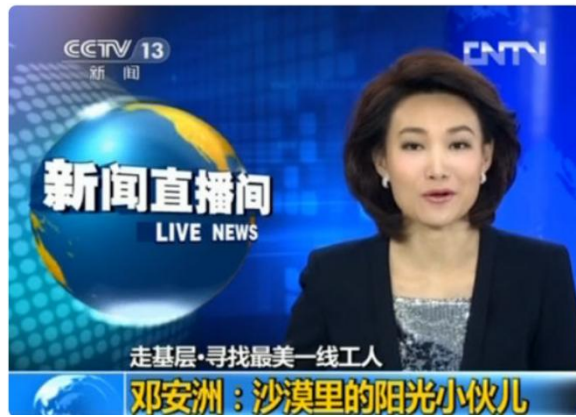 CCTV 13
新闻
CNTV
新闻直播间
LIVE NEWS
走基层·寻找最美一线工人
邓安洲：沙漠里的阳光小伙儿